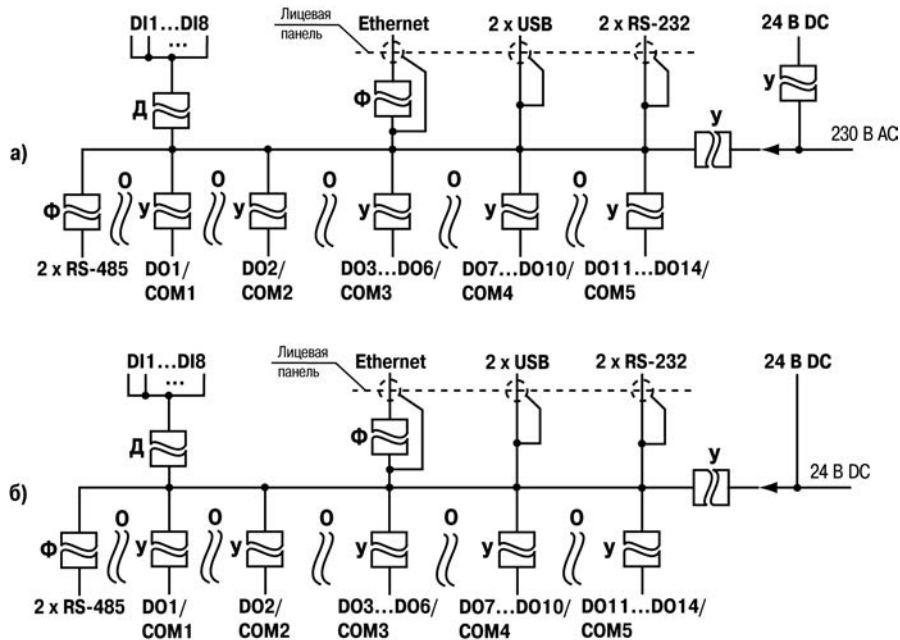 DI1...DI8
...
Лицевая
панель
Ethernet
2 x USB
2 x RS-232
24 В DC
Д
Ф
У
У
230 В AC
а)
Ф
О
У
О
У
О
У
О
У
О
У
2 x RS-485
DO1/
COM1
DO2/
COM2
DO3...DO6/
COM3
DO7...DO10/
COM4
DO11...DO14/
COM5
DI1...DI8
...
Лицевая
панель
Ethernet
2 x USB
2 x RS-232
24 В DC
Д
Ф
У
24 В DC
б)
Ф
О
У
О
У
О
У
О
У
О
У
2 x RS-485
DO1/
COM1
DO2/
COM2
DO3...DO6/
COM3
DO7...DO10/
COM4
DO11...DO14/
COM5